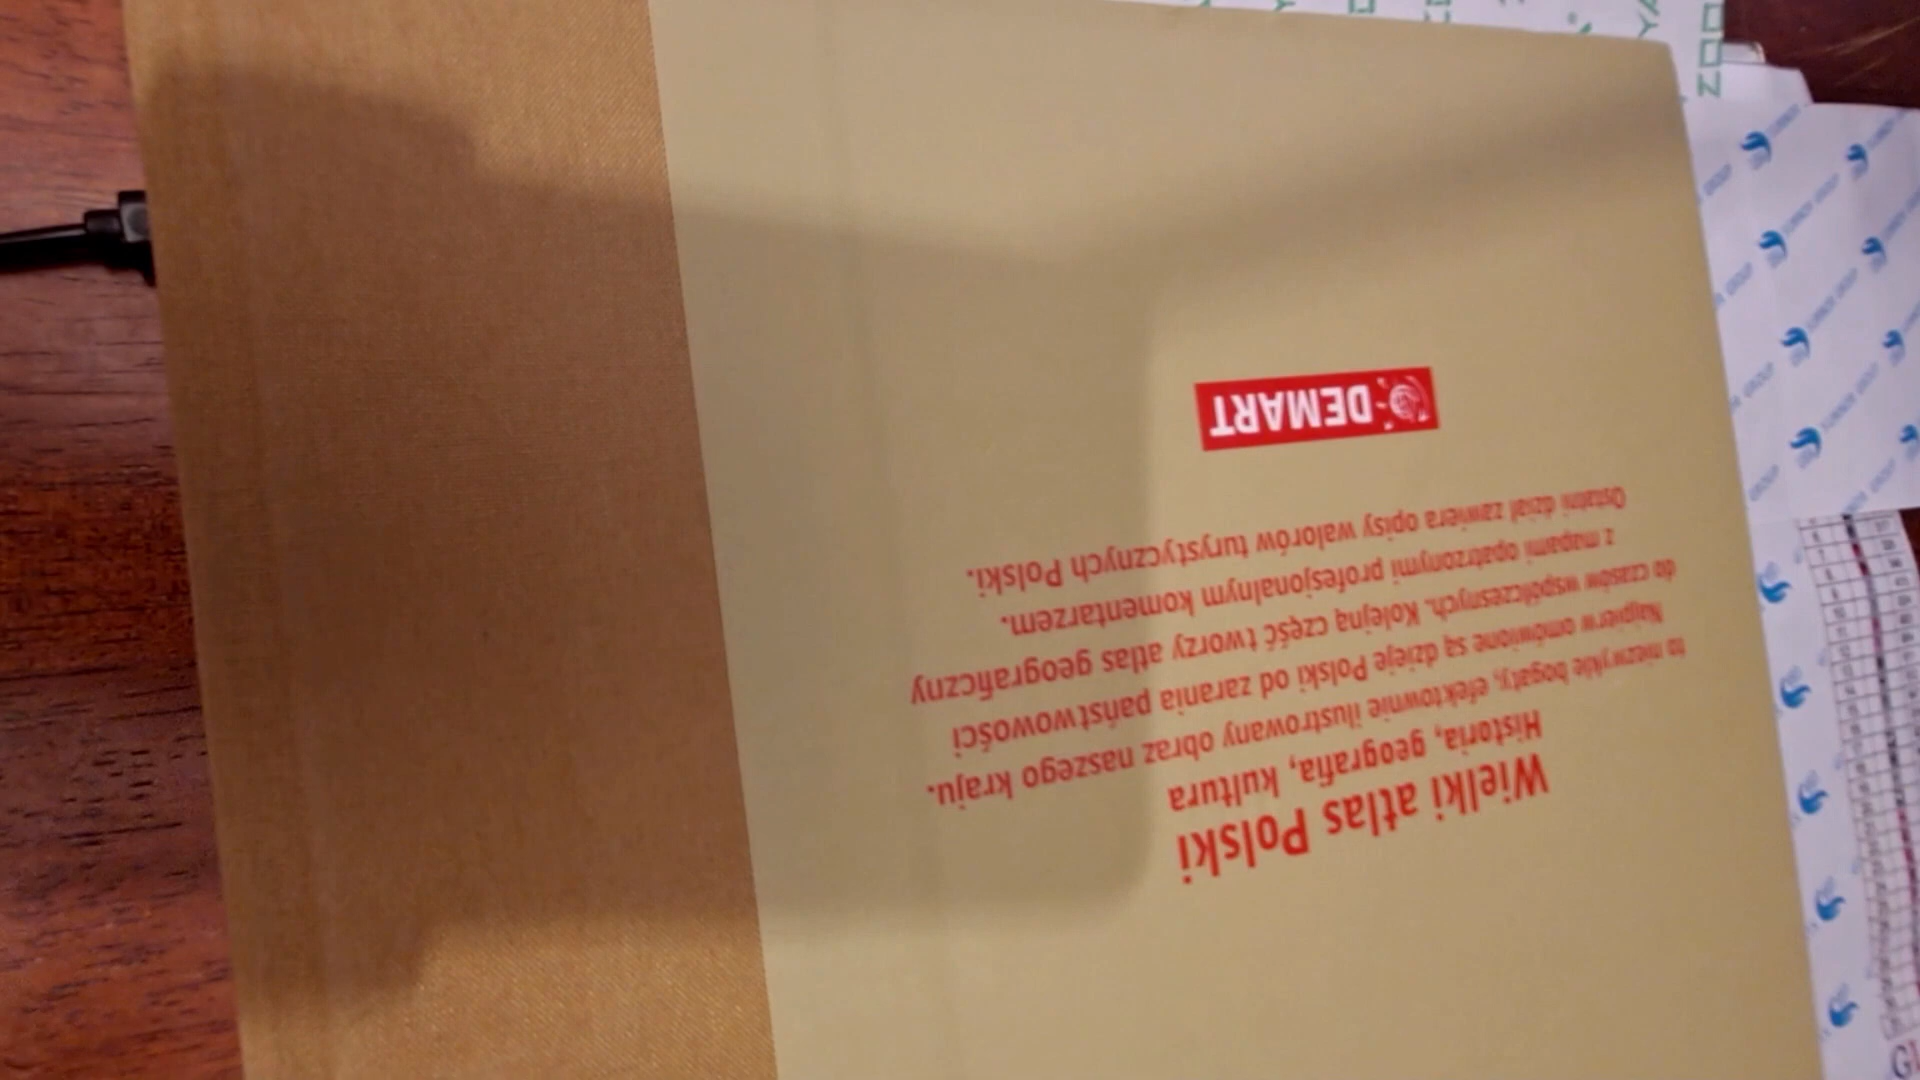 Wielki atlas Polski
Historia, geografia, kultura
to niezwykle bogaty, efektownie ilustrowany obraz naszego kraju.
Najpierw omówione są dzieje Polski od zarania państwowości
do czasów współczesnych. Kolejną część tworzy atlas geograficzny
z mapami opatrzonymi profesjonalnym komentarzem.
Ostatni dział zawiera opisy walorów turystycznych Polski.
DEMART